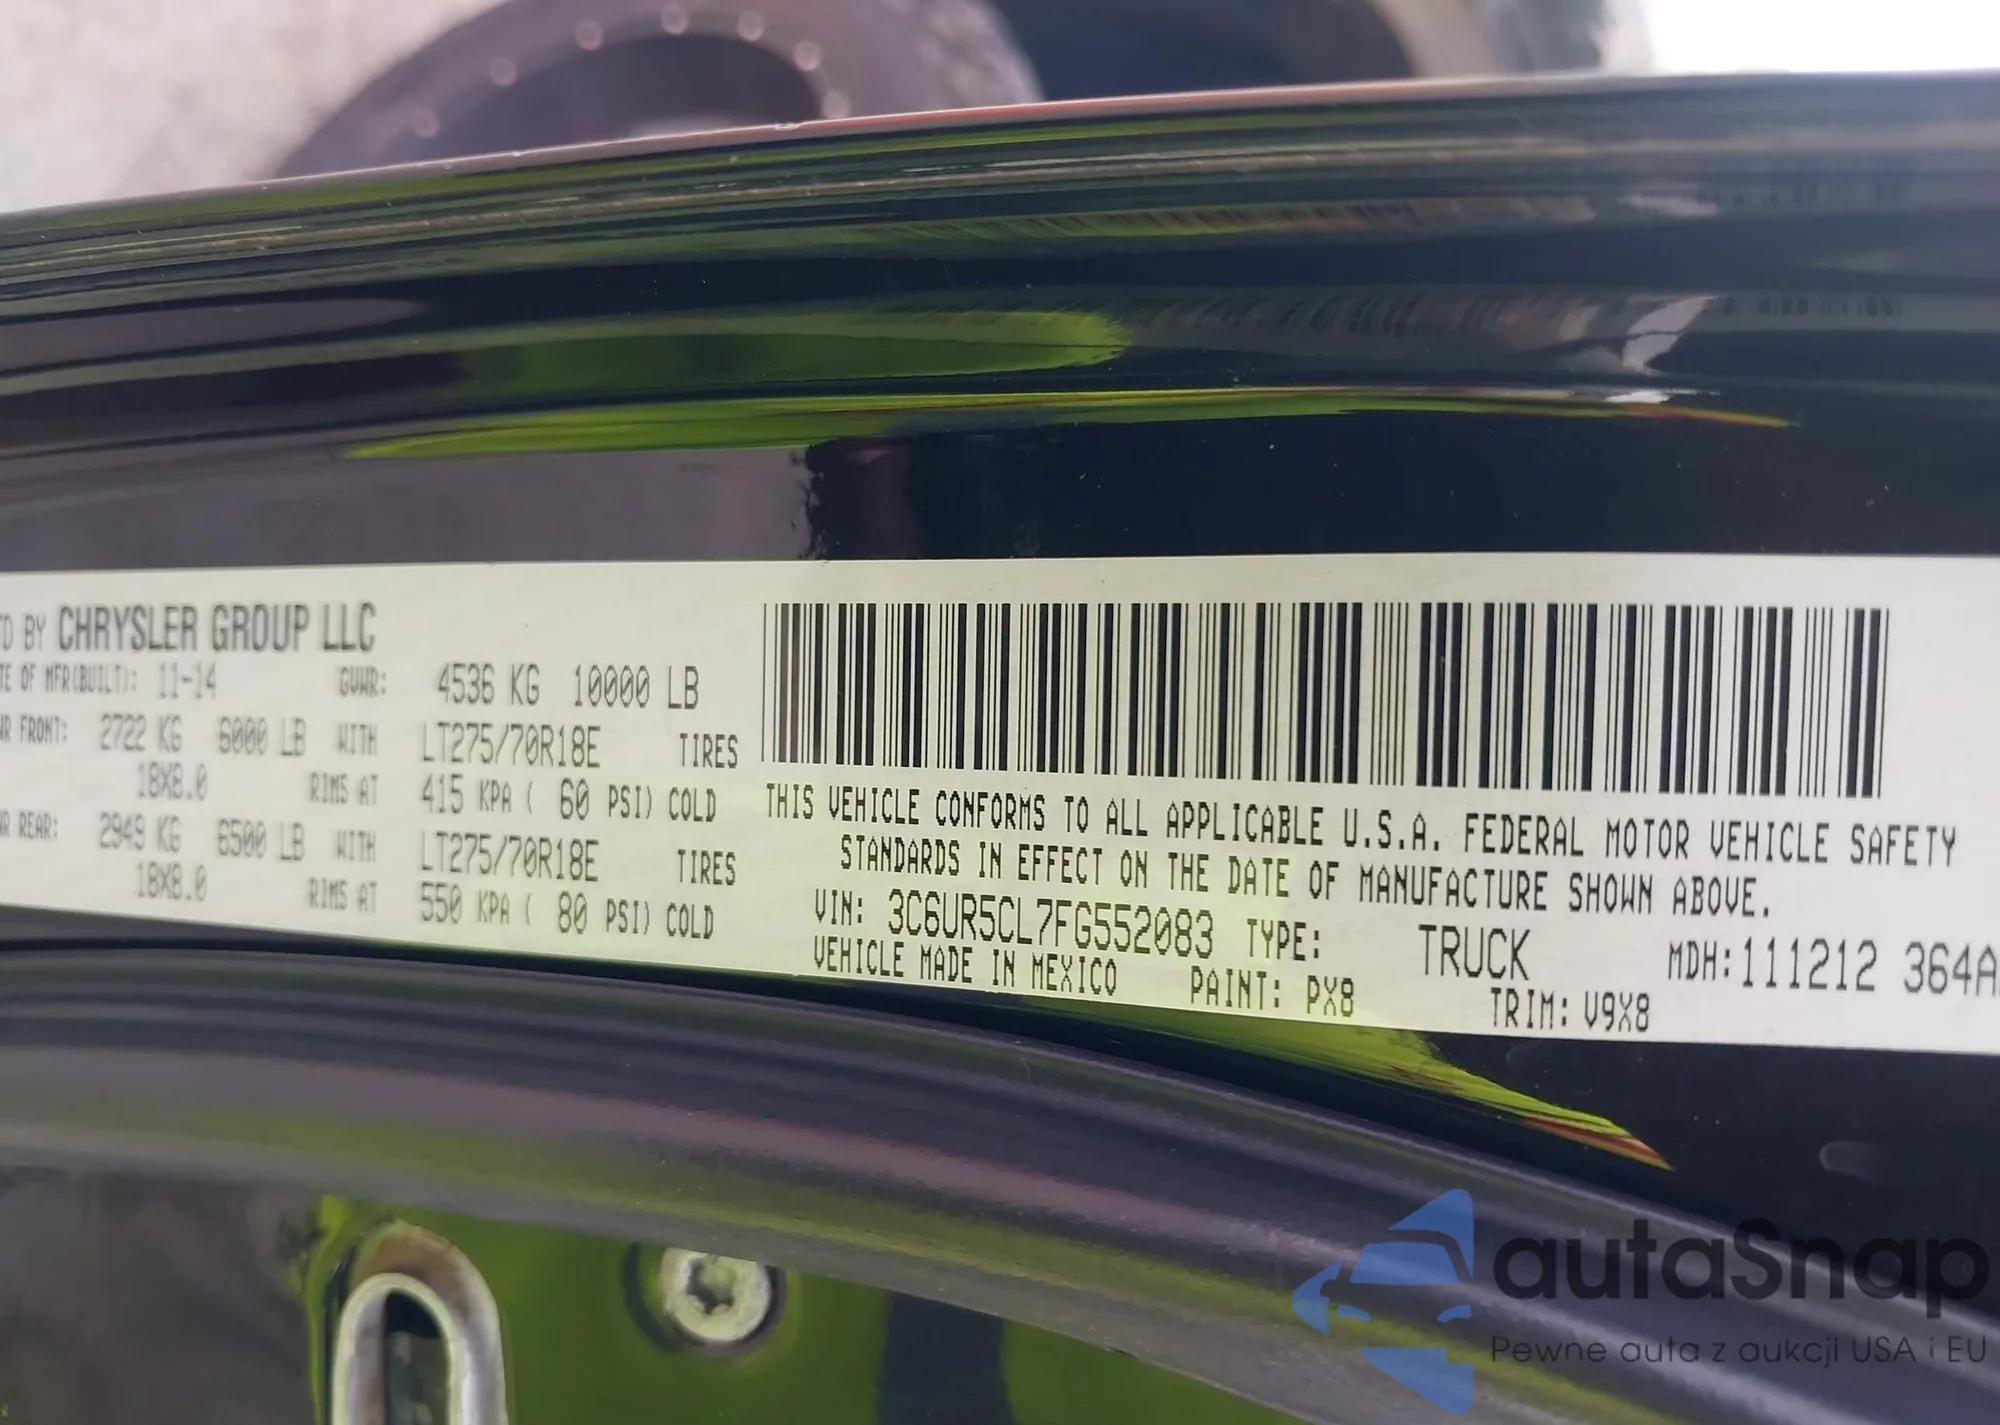 D BY CHRYSLER GROUP LLC
TE OF MFR(BUILT): 11-14 GVWR: 4536 KG 10000 LB
WR FRONT: 2722 KG 6000 LB WITH LT275/70R18E TIRES
18X8.0 RIMS AT 415 KPA ( 60 PSI) COLD
WR REAR: 2949 KG 6500 LB WITH LT275/70R18E TIRES
18X8.0 RIMS AT 550 KPA ( 80 PSI) COLD
THIS VEHICLE CONFORMS TO ALL APPLICABLE U.S.A. FEDERAL MOTOR VEHICLE SAFETY
STANDARDS IN EFFECT ON THE DATE OF MANUFACTURE SHOWN ABOVE.
VIN: 3C6UR5CL7FG552083 TYPE: TRUCK MDH:111212 364A
VEHICLE MADE IN MEXICO PAINT: PX8 TRIM: V9X8
autaSnap
Pewne auta z aukcji USA i EU